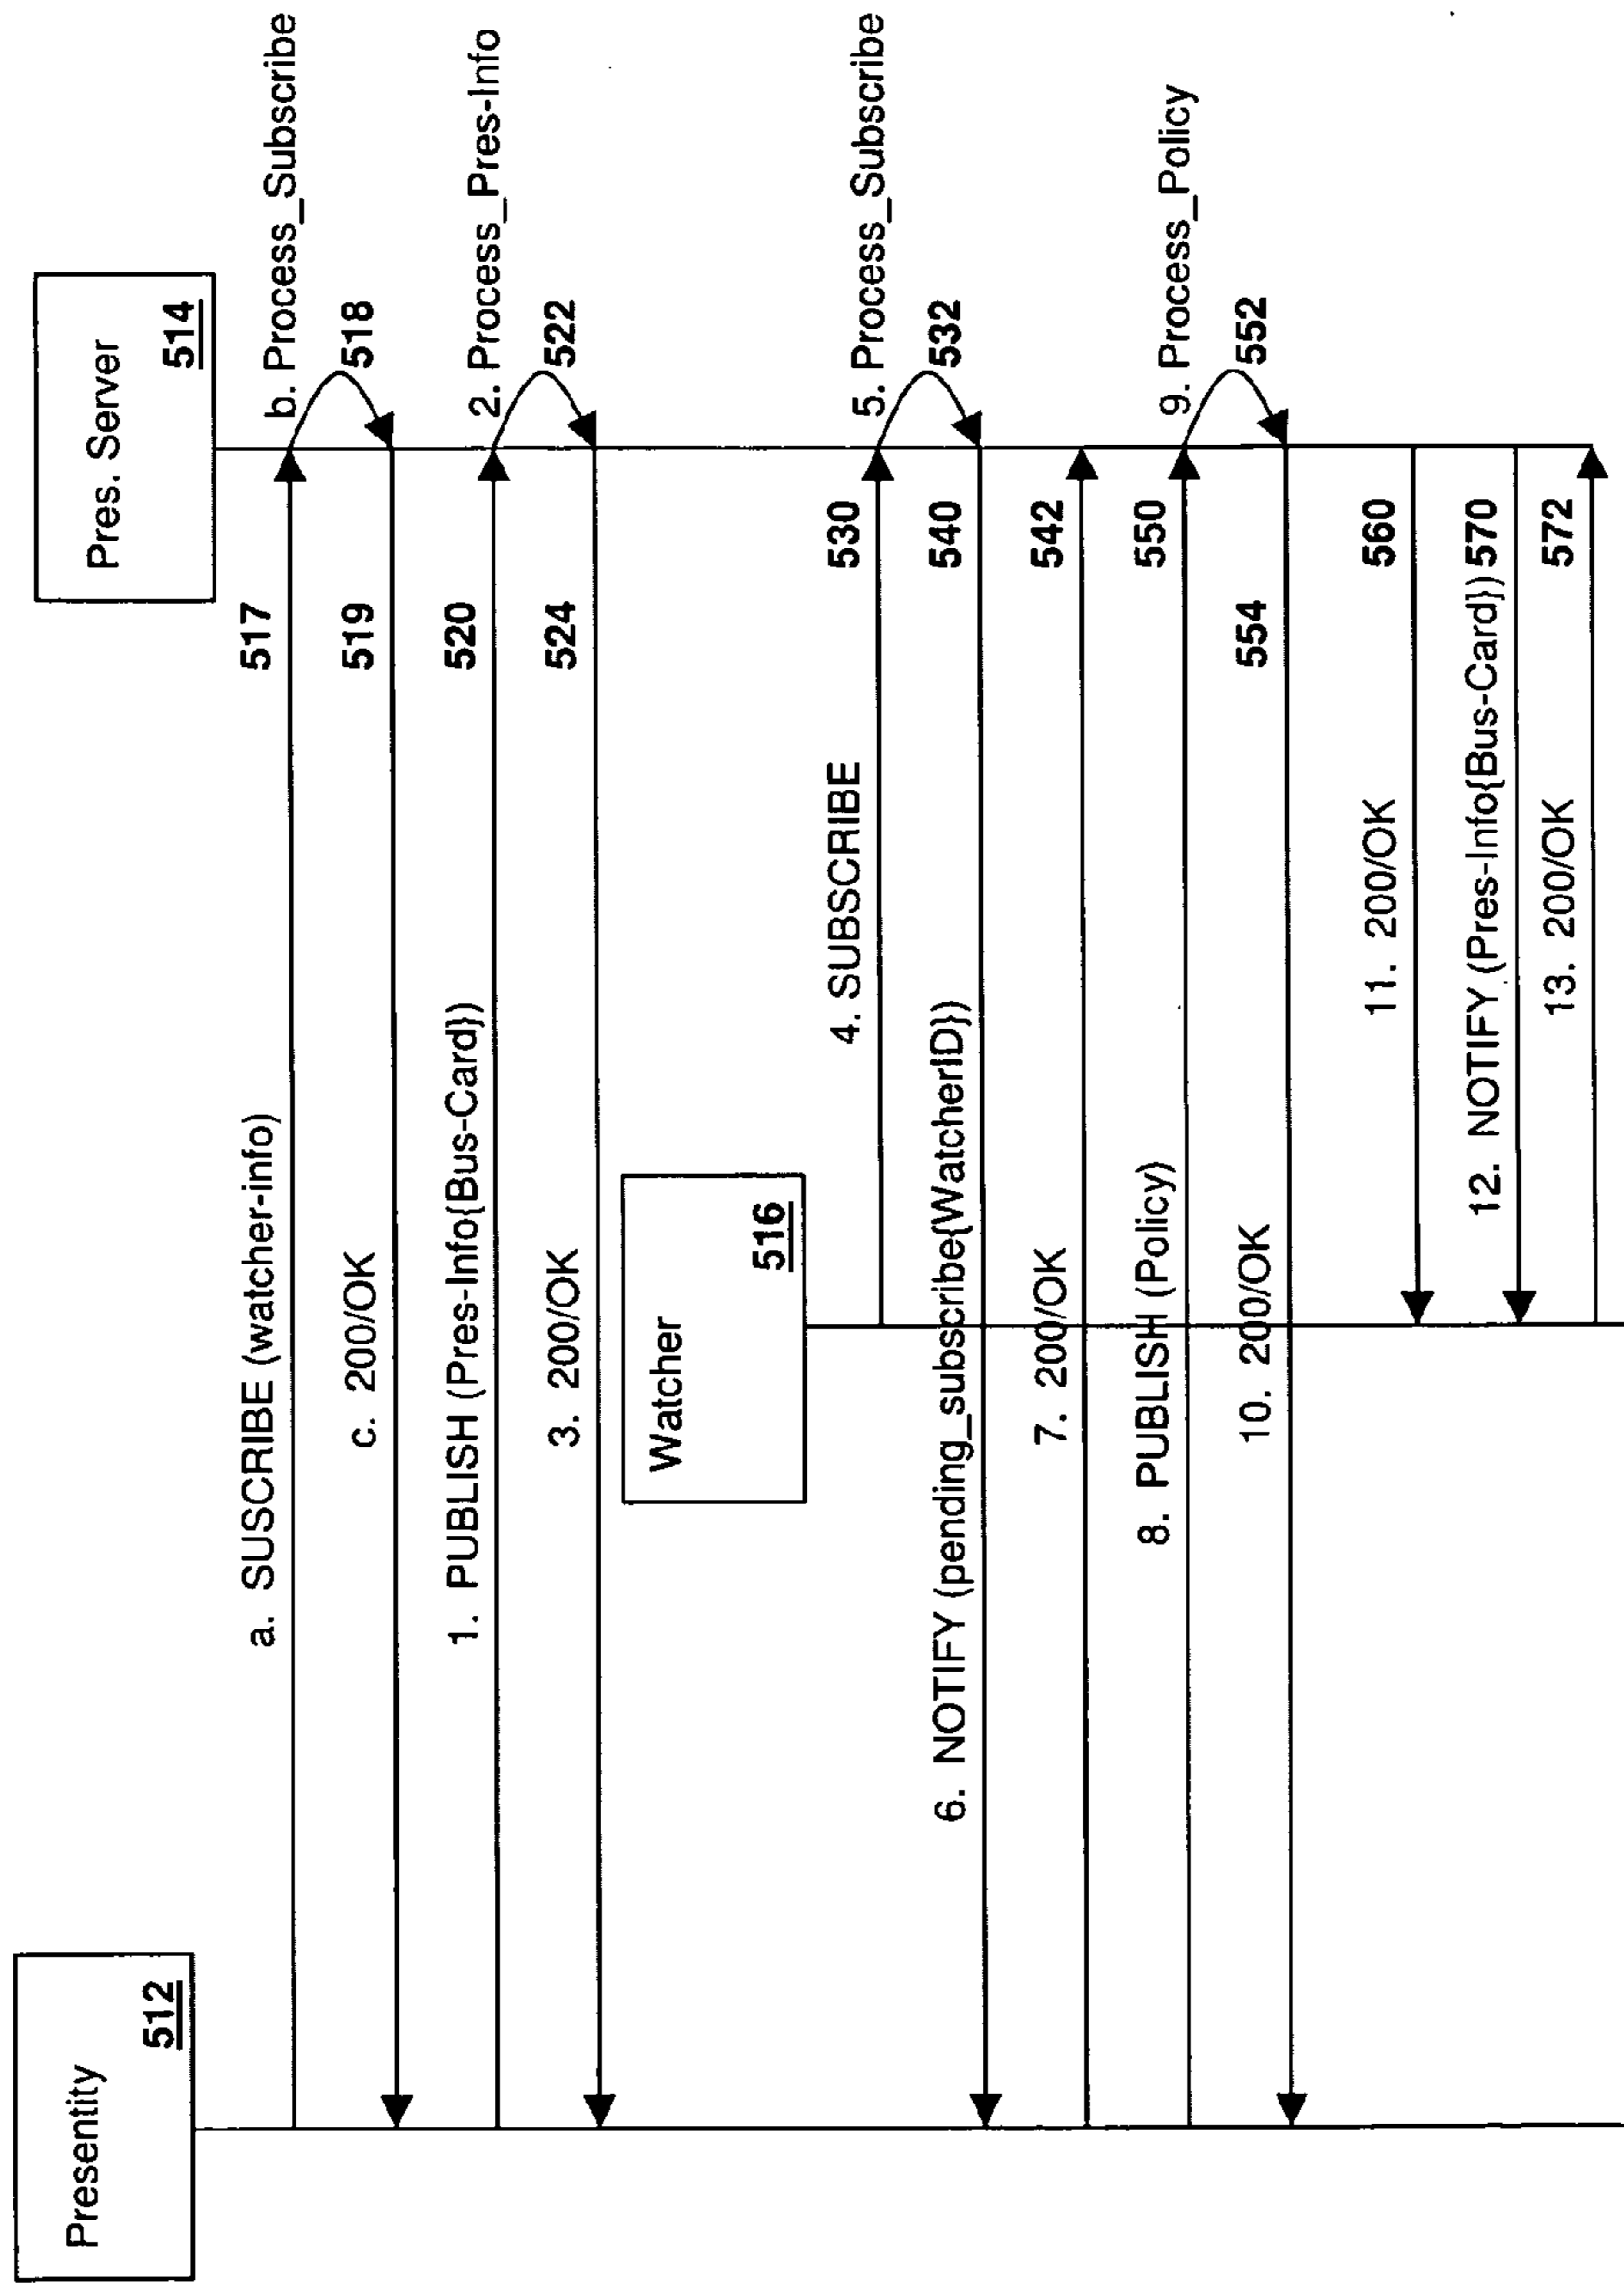 Presentity
512
Pres. Server
514
a. SUSCRIBE (watcher-info)
517
b. Process_Subscribe
518
c. 200/OK
519
1. PUBLISH (Pres-Info{Bus-Card})
520
2. Process_Pres-Info
522
3. 200/OK
524
Watcher
516
4. SUBSCRIBE
530
5. Process_Subscribe
532
6. NOTIFY (pending_subscribe{WatcherID})
540
7. 200/OK
542
8. PUBLISH (Policy)
550
9. Process_Policy
552
10. 200/OK
554
11. 200/OK
560
12. NOTIFY (Pres-Info{Bus-Card})
570
13. 200/OK
572